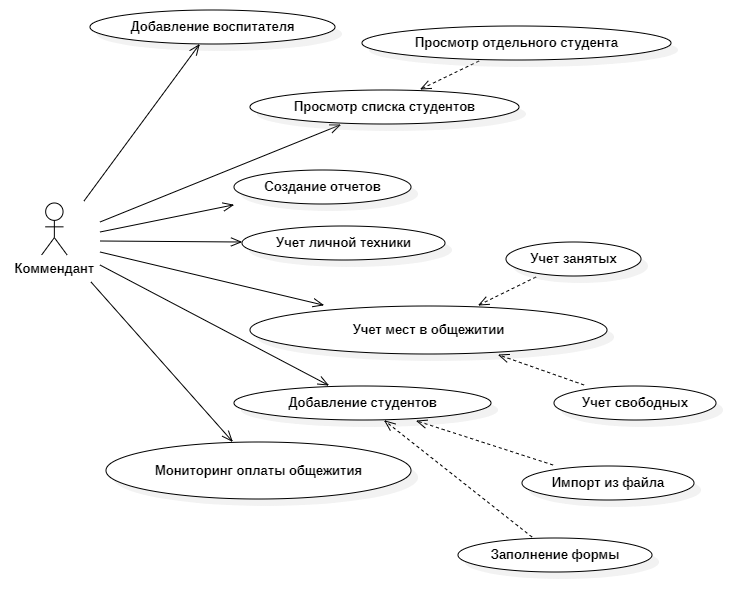 Добавление воспитателя
Просмотр отдельного студента
Просмотр списка студентов
Создание отчетов
Учет личной техники
Коммендант
Учет занятых
Учет мест в общежитии
Добавление студентов
Учет свободных
Мониторинг оплаты общежития
Импорт из файла
Заполнение формы